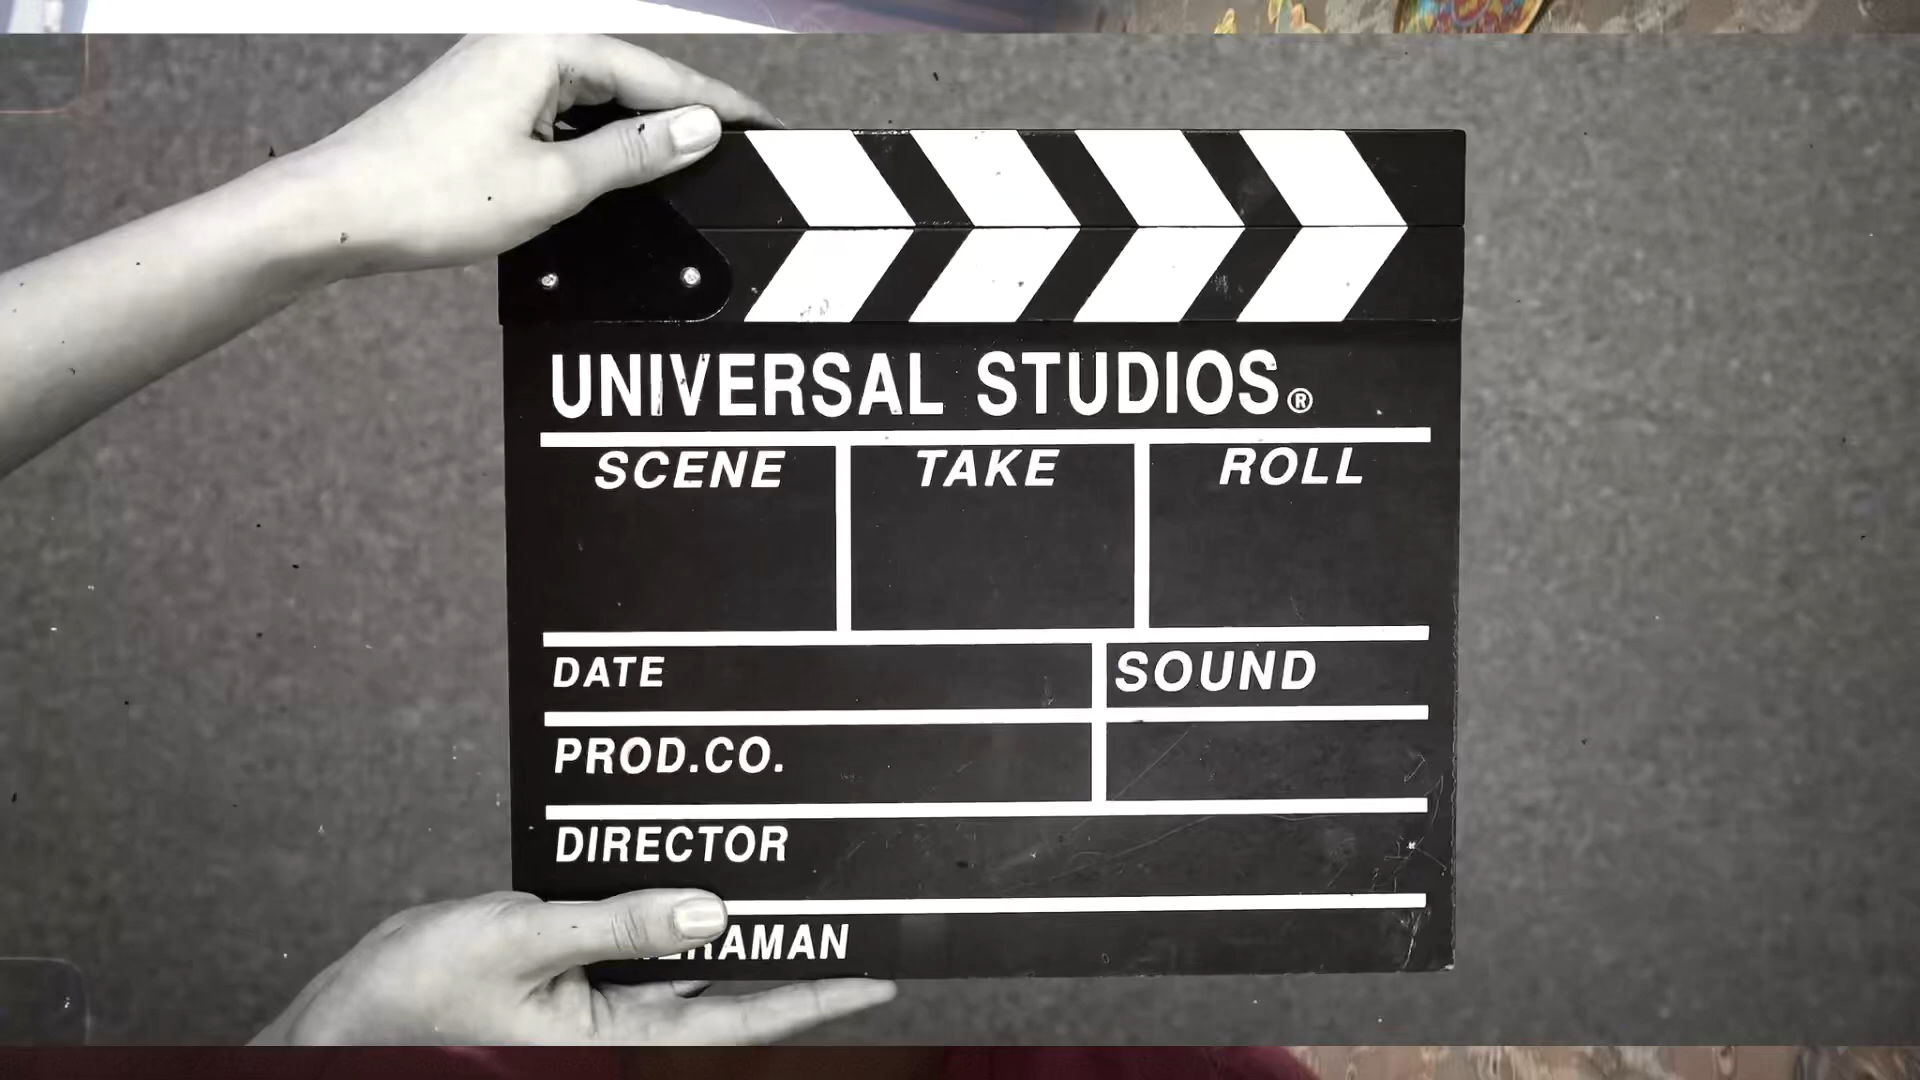 UNIVERSAL STUDIOS®
SCENE TAKE ROLL
DATE SOUND
PROD.CO.
DIRECTOR